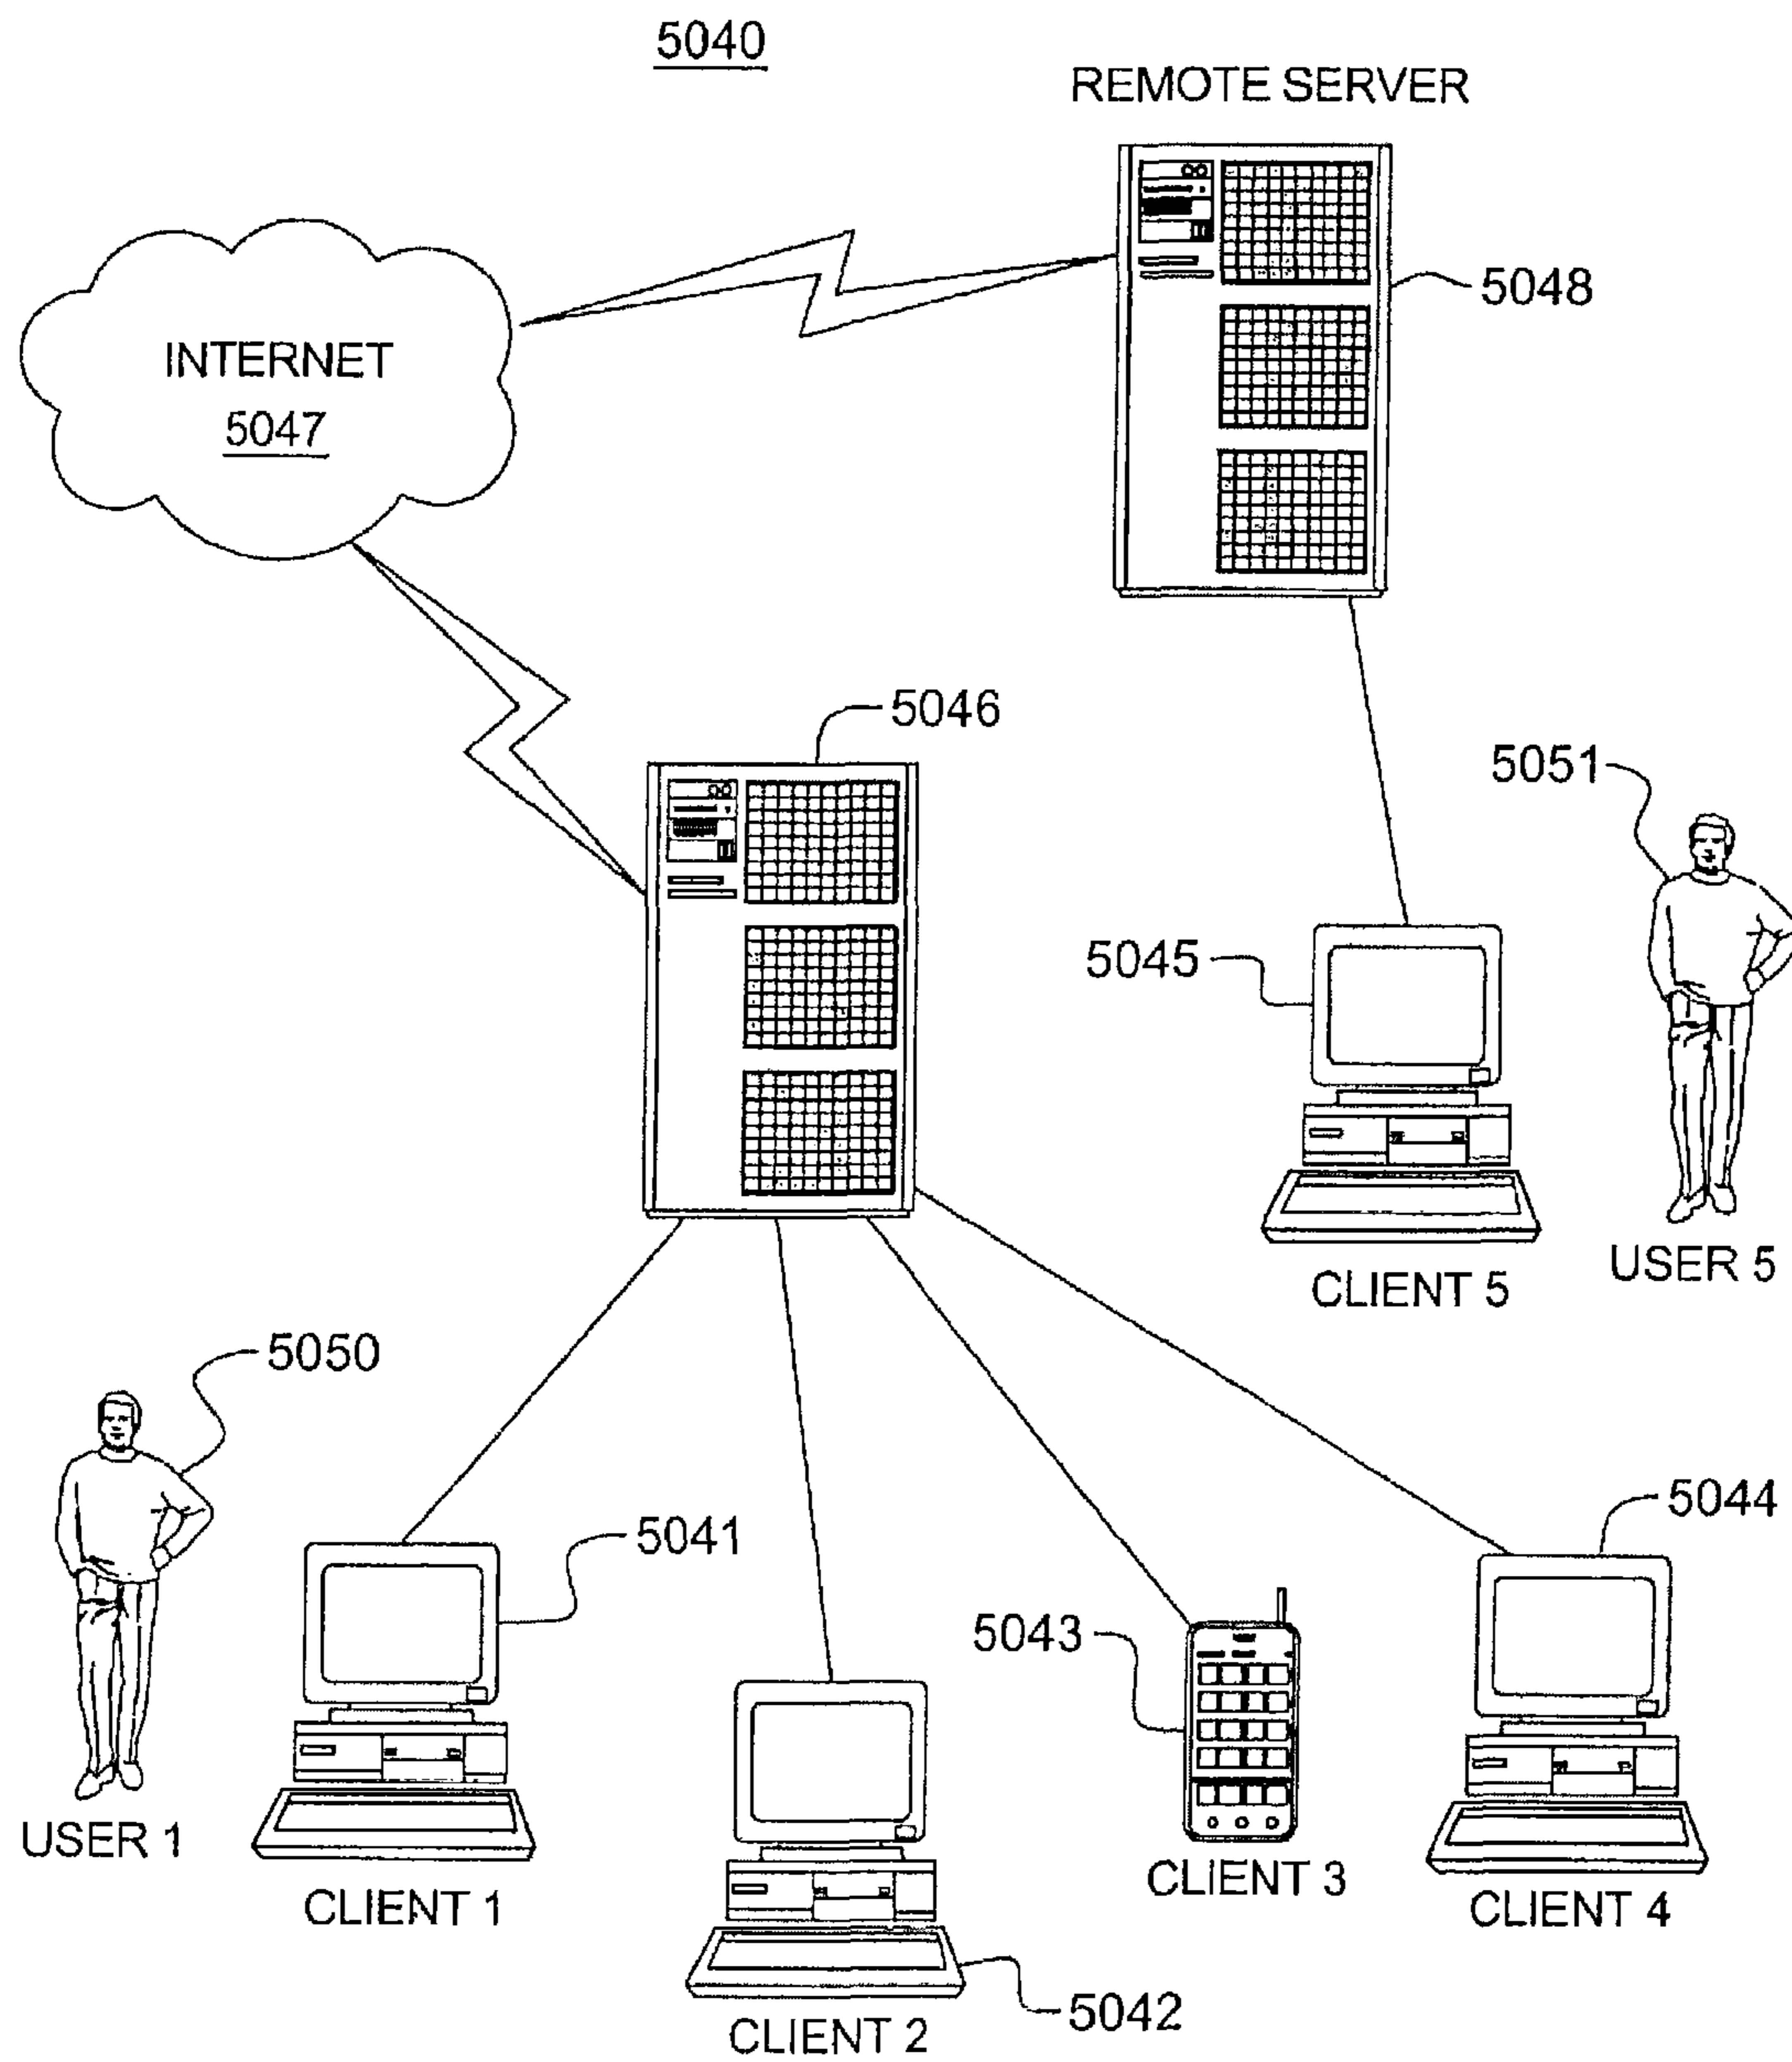 5040
REMOTE SERVER
5048
INTERNET
5047
5046
5051
5045
CLIENT 5
USER 5
5050
5041
5044
5043
USER 1
CLIENT 1
CLIENT 3
CLIENT 4
5042
CLIENT 2